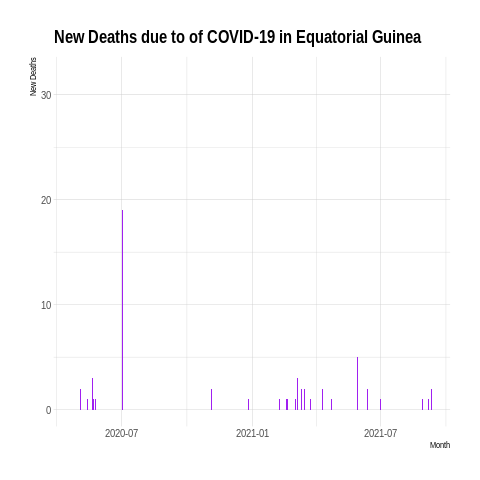 New Deaths due to of COVID-19 in Equatorial Guinea
New Deaths
30
20
10
0
2020-07 2021-01 2021-07
Month